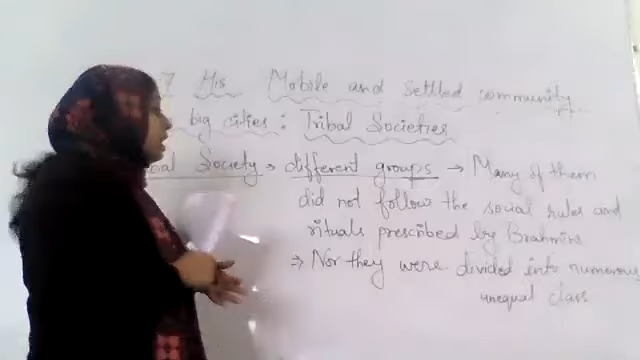 7 His Mobile and Settled community
big cities : Tribal Societies
Society → different groups → Many of them
did not follow the social rules and
rituals prescribed by Brahmins
⇒ Nor they were divided into numerous
unequal class